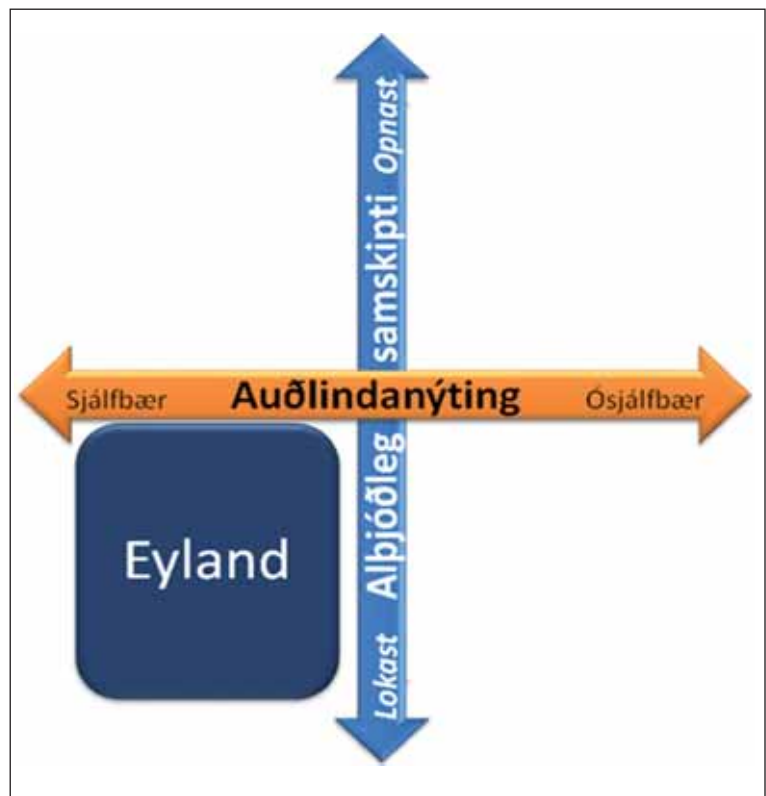 Opnast
Alþjóðleg samskipti
Sjálfbær
Auðlindanýting
Ósjálfbær
Eyland
Lokast